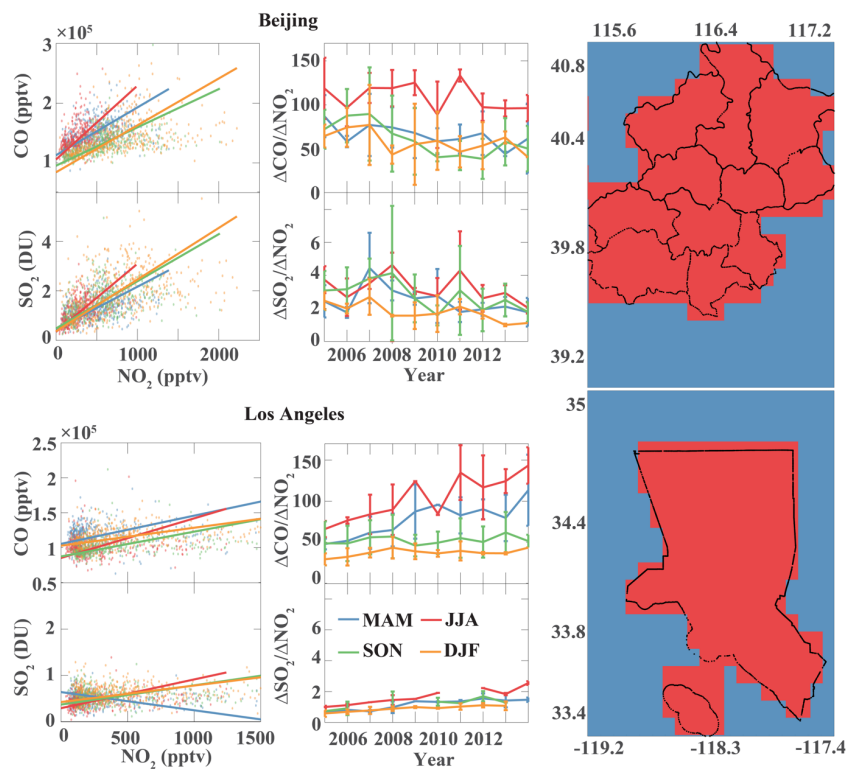 Beijing
×10⁵
3
2
1
CO (pptv)
150
100
50
0
ΔCO/ΔNO₂
115.6 116.4 117.2
40.8
40.4
39.8
39.2
6
4
2
0
SO₂ (DU)
0 1000 2000
NO₂ (pptv)
6
4
2
0
ΔSO₂/ΔNO₂
2006 2008 2010 2012
Year
Los Angeles
×10⁵
2.5
2
1.5
1
0.5
CO (pptv)
150
100
50
0
ΔCO/ΔNO₂
35
34.4
33.8
33.4
-119.2 -118.3 -117.4
6
4
2
0
SO₂ (DU)
0 500 1000 1500
NO₂ (pptv)
6
4
2
0
ΔSO₂/ΔNO₂
MAM JJA
SON DJF
2006 2008 2010 2012
Year